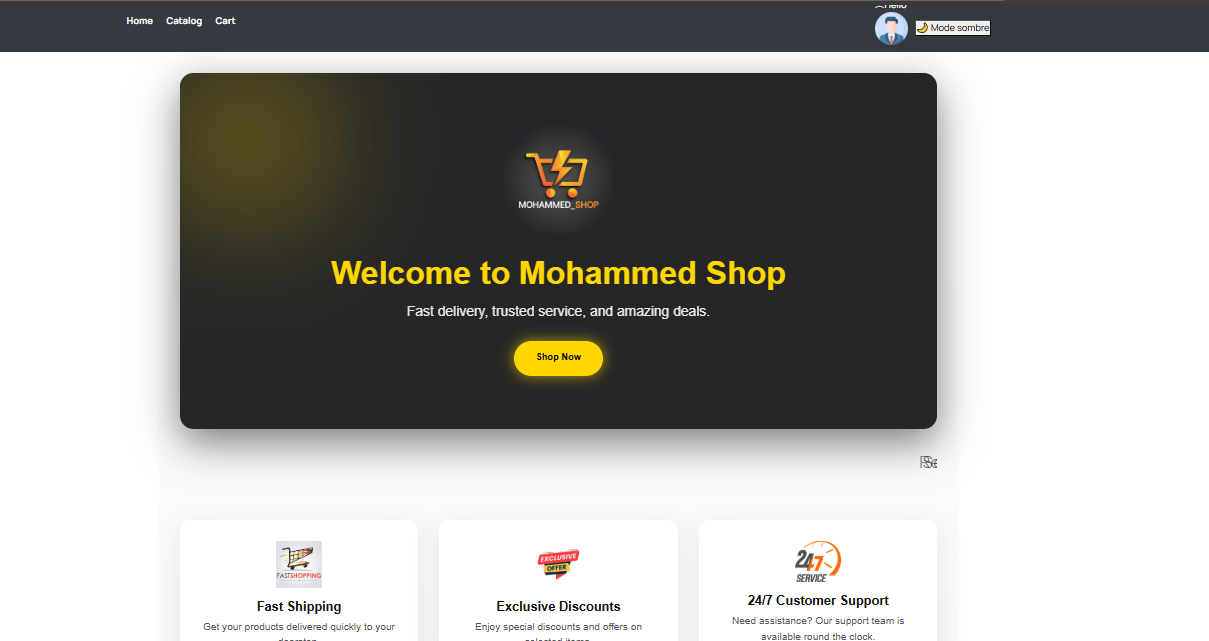 Home Catalog Cart
Hello
🌙 Mode sombre
MOHAMMED_SHOP
Welcome to Mohammed Shop
Fast delivery, trusted service, and amazing deals.
Shop Now
FASTSHOPPING
Fast Shipping
Get your products delivered quickly to your
doorstep.
EXCLUSIVE
OFFER
Exclusive Discounts
Enjoy special discounts and offers on
selected items.
24/7
SERVICE
24/7 Customer Support
Need assistance? Our support team is
available round the clock.